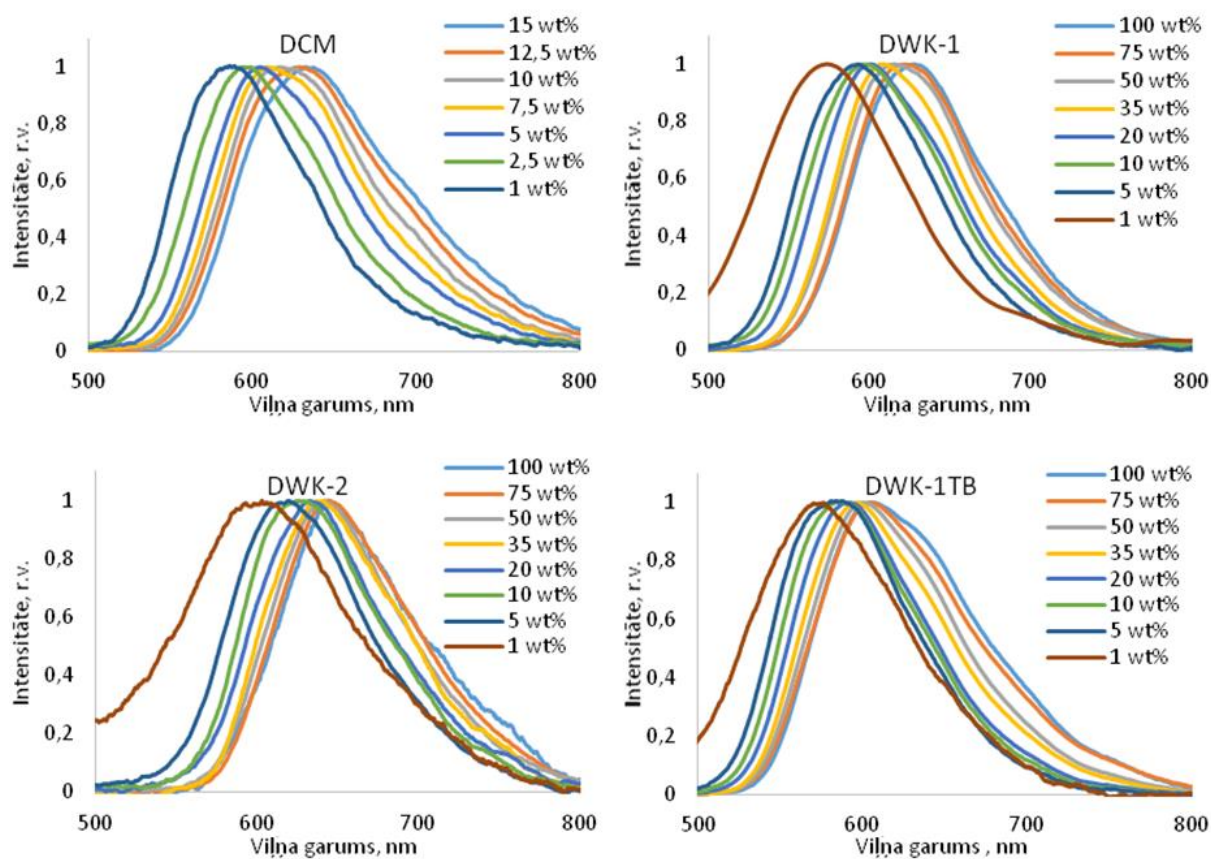 DCM
15 wt%
12,5 wt%
10 wt%
7,5 wt%
5 wt%
2,5 wt%
1 wt%
Intensitāte, r.v.
1
0,8
0,6
0,4
0,2
0
500 600 700 800
Viļņa garums, nm
DWK-1
100 wt%
75 wt%
50 wt%
35 wt%
20 wt%
10 wt%
5 wt%
1 wt%
Intensitāte, r.v.
1
0,8
0,6
0,4
0,2
0
500 600 700 800
Viļņa garums, nm
DWK-2
100 wt%
75 wt%
50 wt%
35 wt%
20 wt%
10 wt%
5 wt%
1 wt%
Intensitāte, r.v.
1
0,8
0,6
0,4
0,2
0
500 600 700 800
Viļņa garums, nm
DWK-1TB
100 wt%
75 wt%
50 wt%
35 wt%
20 wt%
10 wt%
5 wt%
1 wt%
Intensitāte, r.v.
1
0,8
0,6
0,4
0,2
0
500 600 700 800
Viļņa garums , nm